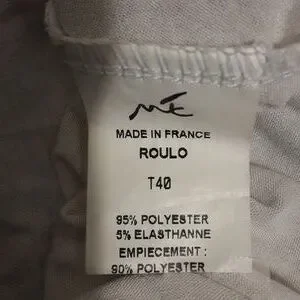 MADE IN FRANCE
ROULO
T40
95% POLYESTER
5% ELASTHANNE
EMPIECEMENT :
90% POLYESTER